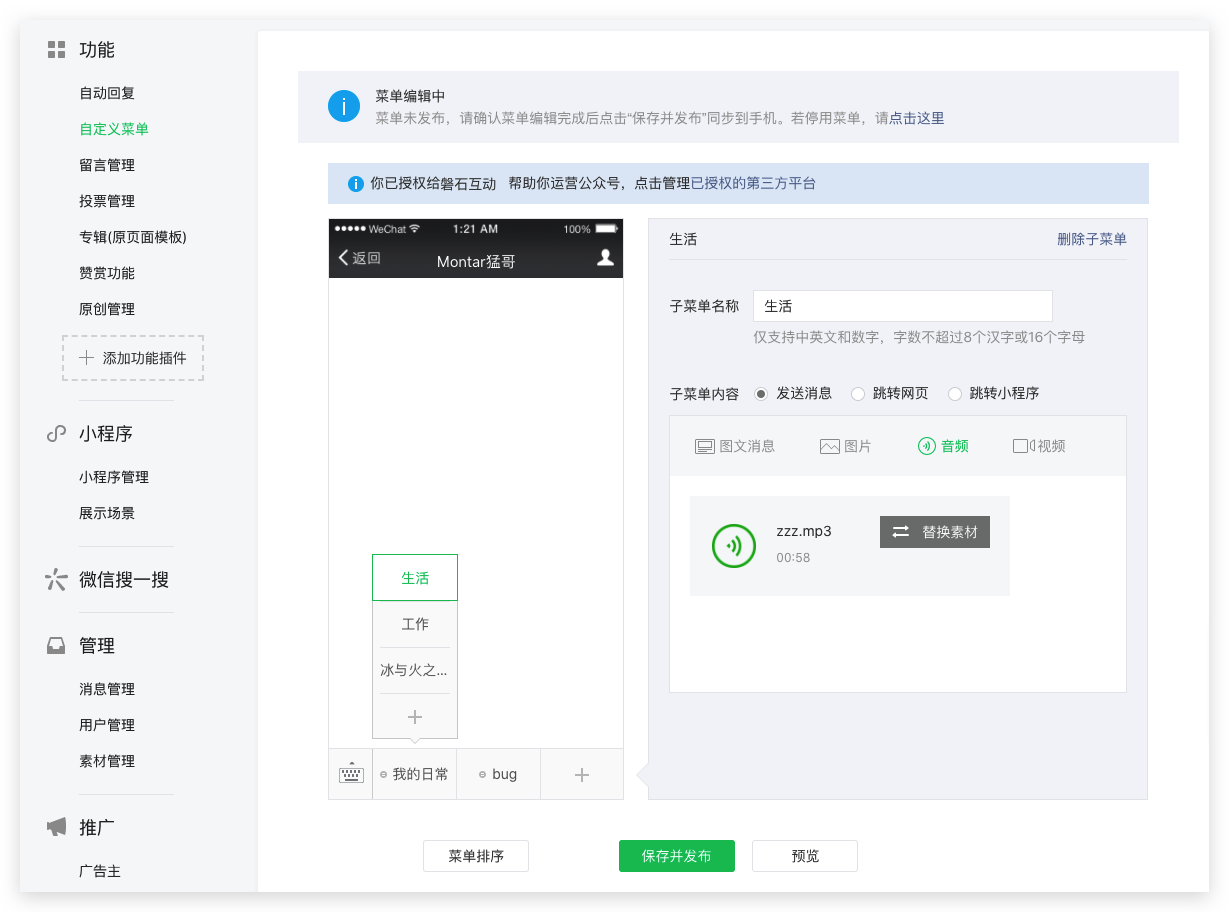 功能
自动回复
自定义菜单
留言管理
投票管理
专辑(原页面模板)
赞赏功能
原创管理
添加功能插件
小程序
小程序管理
展示场景
微信搜一搜
管理
消息管理
用户管理
素材管理
推广
广告主
菜单编辑中
菜单未发布，请确认菜单编辑完成后点击“保存并发布”同步到手机。若停用菜单，请点击这里
你已授权给磐石互动 帮助你运营公众号，点击管理已授权的第三方平台
WeChat 1:21 AM 100%
返回 Montar猛哥
生活
工作
冰与火之...
我的日常 bug
生活 删除子菜单
子菜单名称 生活
仅支持中英文和数字，字数不超过8个汉字或16个字母
子菜单内容 发送消息 跳转网页 跳转小程序
图文消息 图片 音频 视频
zzz.mp3 替换素材
00:58
菜单排序 保存并发布 预览